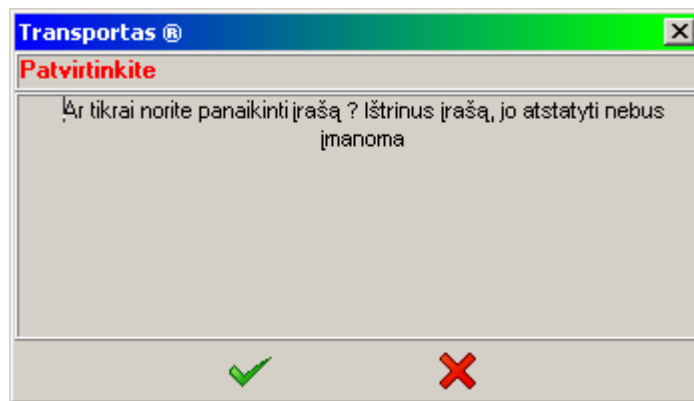 Transportas ®
Patvirtinkite
Ar tikrai norite panaikinti įrašą ? Ištrinus įrašą, jo atstatyti nebus
įmanoma